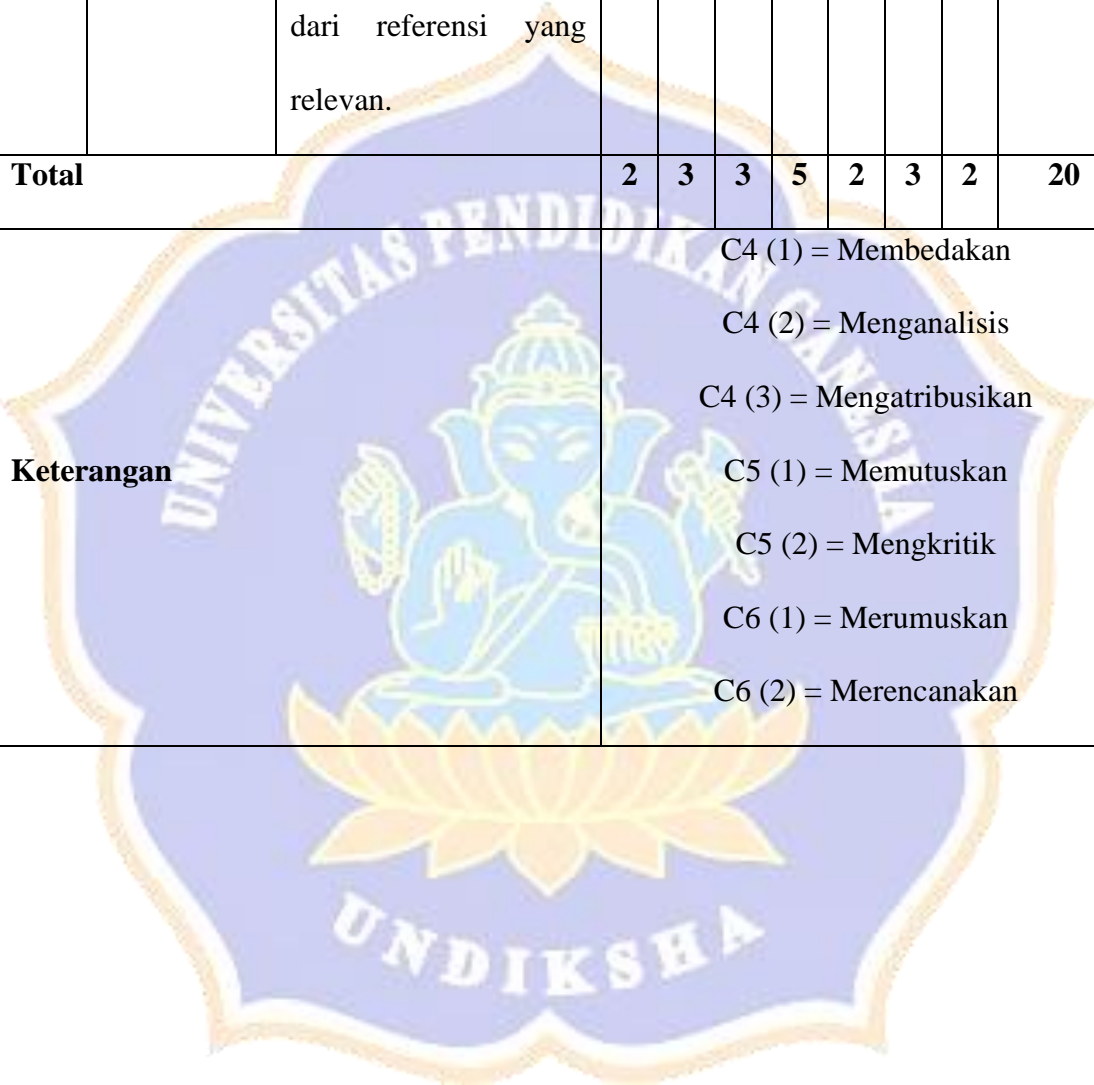 dari referensi yang
relevan.
Total 2 3 3 5 2 3 2 20
C4 (1) = Membedakan
C4 (2) = Menganalisis
C4 (3) = Mengatribusikan
Keterangan C5 (1) = Memutuskan
C5 (2) = Mengkritik
C6 (1) = Merumuskan
C6 (2) = Merencanakan
UNIVERSITAS PENDIDIKAN GANESHA
UNDIKSHA